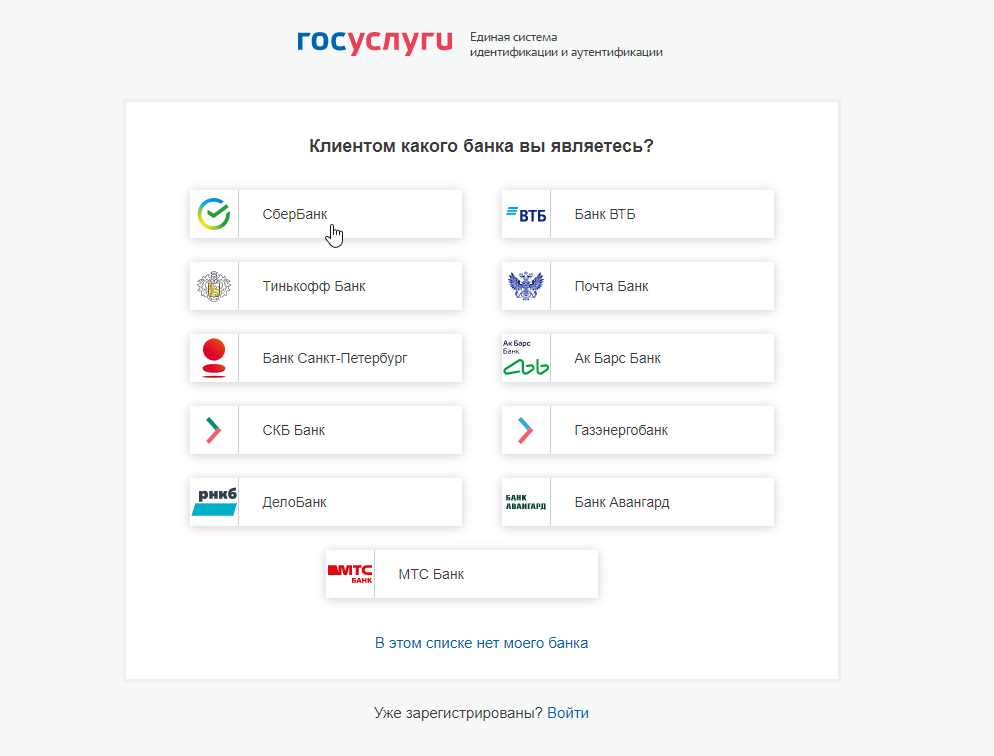 госуслуги
Единая система
идентификации и аутентификации
Клиентом какого банка вы являетесь?
СберБанк
ВТБ
Банк ВТБ
Тинькофф Банк
Почта Банк
Банк Санкт-Петербург
Ак Барс
Банк
Ак Барс Банк
СКБ Банк
Газэнергобанк
рнкб
ДелоБанк
БАНК
АВАНГАРД
Банк Авангард
МТС
БАНК
МТС Банк
В этом списке нет моего банка
Уже зарегистрированы? Войти